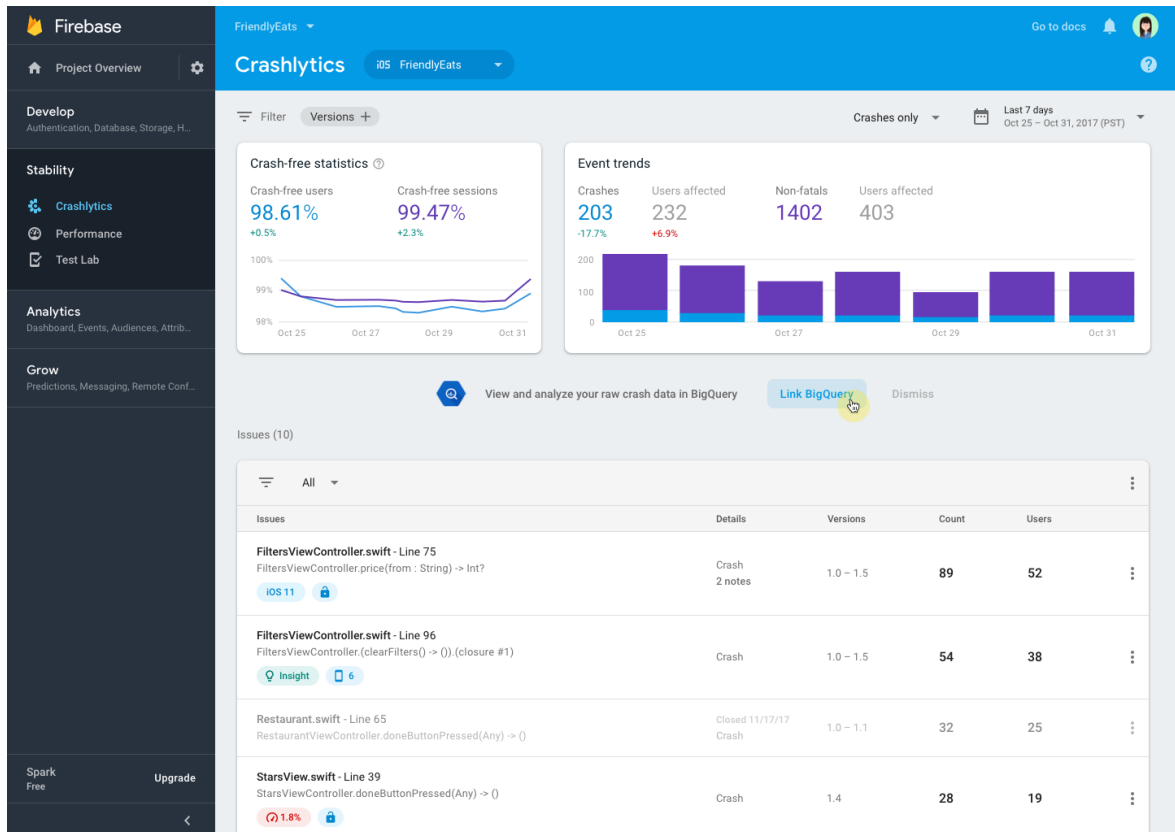 Firebase
Project Overview
Develop
Authentication, Database, Storage, H...
Stability
Crashlytics
Performance
Test Lab
Analytics
Dashboard, Events, Audiences, Attrib...
Grow
Predictions, Messaging, Remote Conf...
Spark
Free
Upgrade
FriendlyEats
Go to docs
Crashlytics
iOS FriendlyEats
?
Filter
Versions +
Crashes only
Last 7 days
Oct 25 – Oct 31, 2017 (PST)
Crash-free statistics ?
Crash-free users
98.61%
+0.5%
Crash-free sessions
99.47%
+2.3%
100%
99%
98%
Oct 25 Oct 27 Oct 29 Oct 31
Event trends
Crashes
203
-17.7%
Users affected
232
+6.9%
Non-fatals
1402
Users affected
403
200
100
0
Oct 25 Oct 27 Oct 29 Oct 31
View and analyze your raw crash data in BigQuery Link BigQuery Dismiss
Issues (10)
All
Issues Details Versions Count Users
FiltersViewController.swift - Line 75
FiltersViewController.price(from : String) -> Int?
iOS 11
Crash
2 notes
1.0 – 1.5
89
52
FiltersViewController.swift - Line 96
FiltersViewController.(clearFilters() -> ()).(closure #1)
Insight 6
Crash
1.0 – 1.5
54
38
Restaurant.swift - Line 65
RestaurantViewController.doneButtonPressed(Any) -> ()
Closed 11/17/17
Crash
1.0 – 1.1
32
25
StarsView.swift - Line 39
StarsViewController.doneButtonPressed(Any) -> ()
1.8%
Crash
1.4
28
19